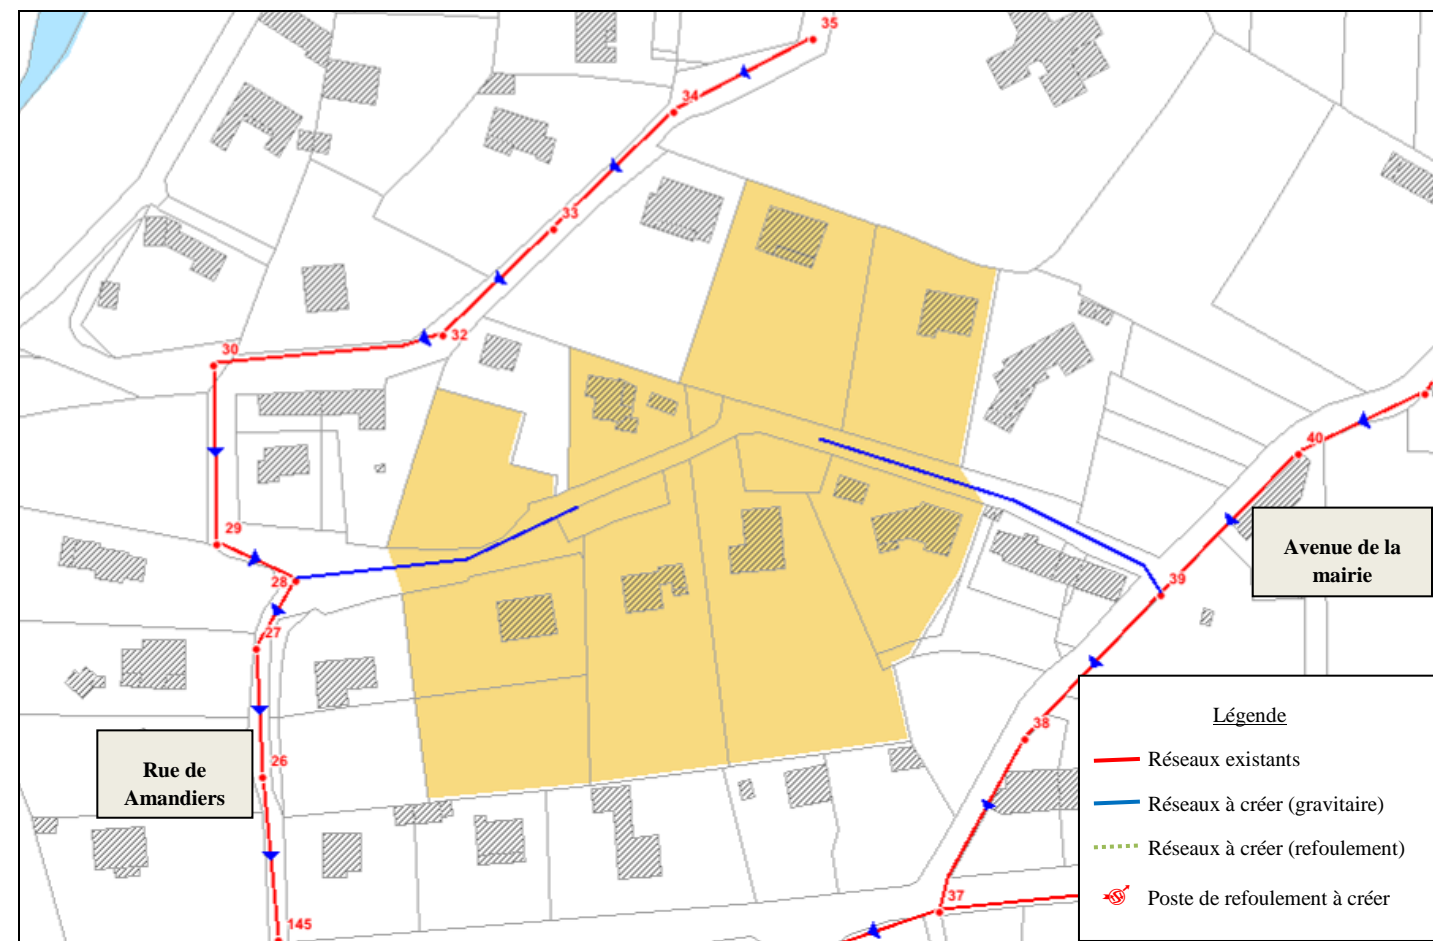 35
34
33
32
30
40
29
39
28
27
38
26
37
145
Avenue de la
mairie
Rue de
Amandiers
Légende
Réseaux existants
Réseaux à créer (gravitaire)
Réseaux à créer (refoulement)
Poste de refoulement à créer